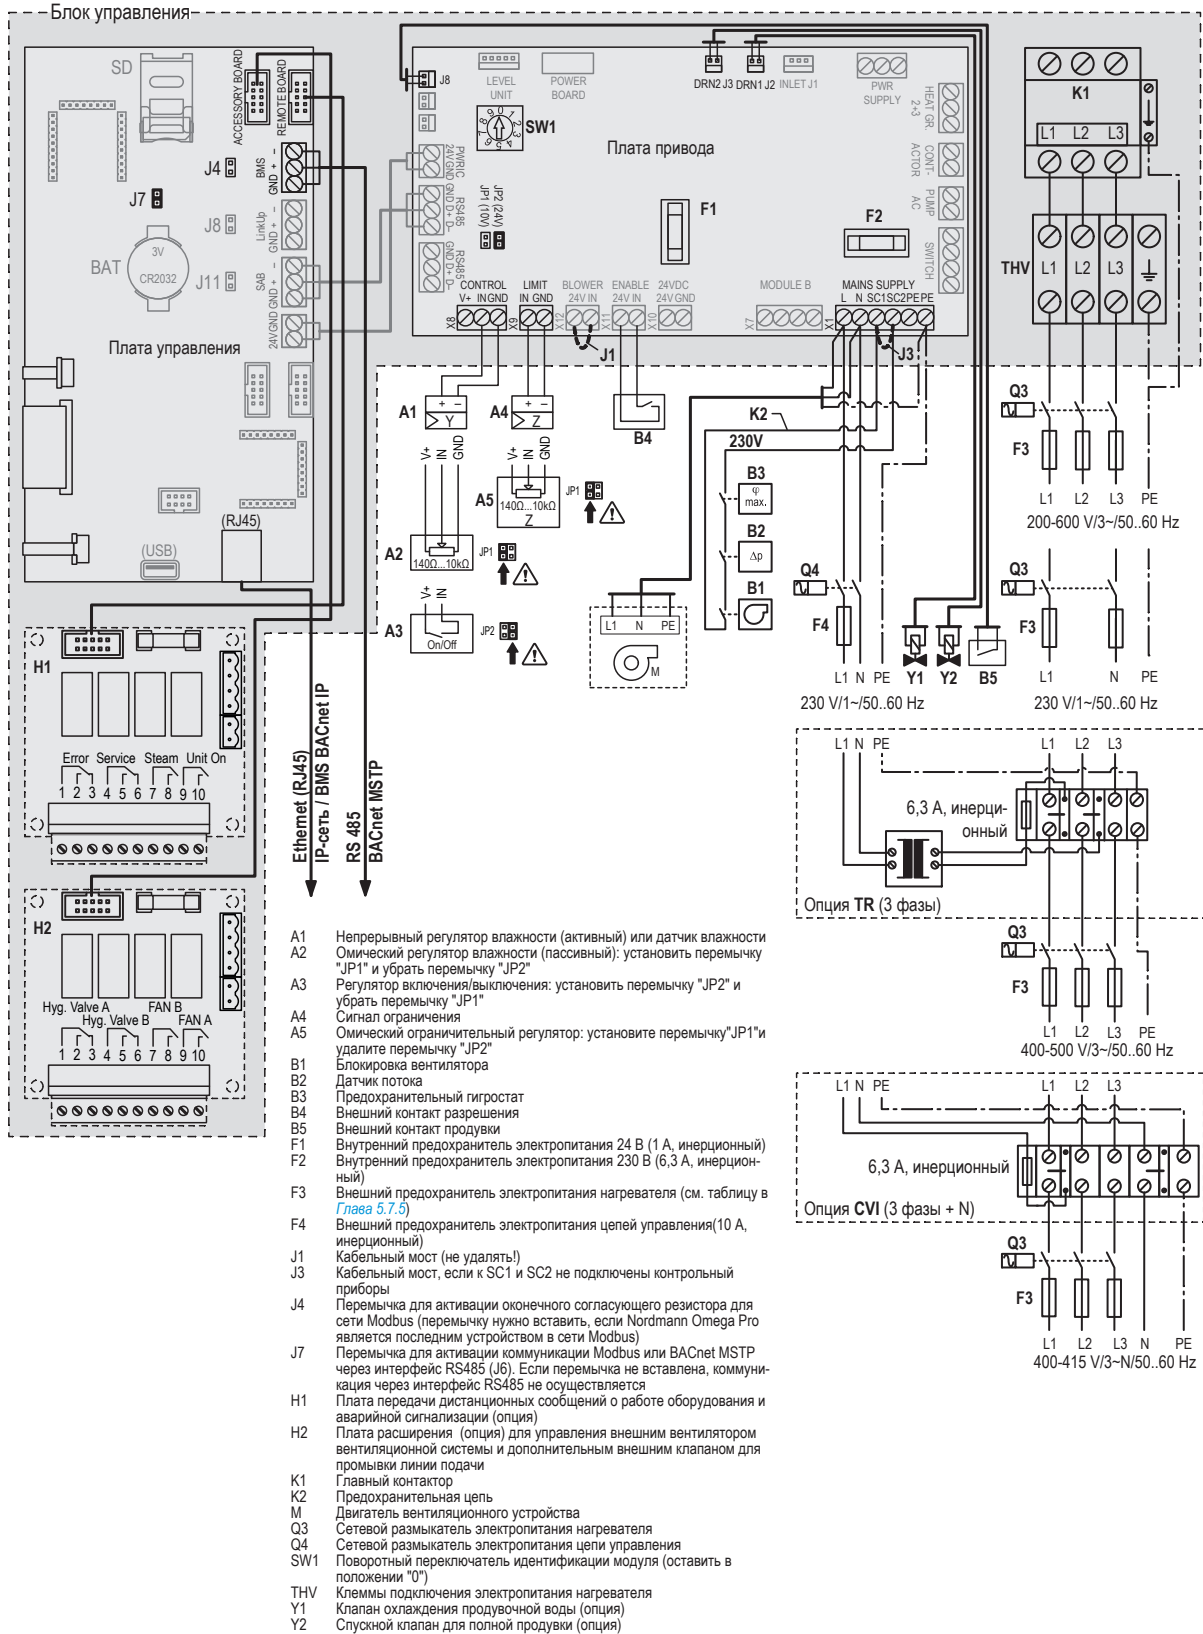 Блок управления
SD
ACCESSORY BOARD
REMOTE BOARD
J4
BMS
GND + −
J7
J8
LinkUp
GND + −
BAT
3V
CR2032
J11
SAB
GND + −
24V GND
Плата управления
(USB)
(RJ45)
J8
LEVEL
UNIT
POWER
BOARD
DRN2 J3
DRN1 J2
INLET J1
PWR
SUPPLY
HEAT GR.
2+3
CONT-
ACTOR
PUMP
AC
SWITCH
SW1
0 1 2 3 4 5 6 7 8 9
Плата привода
PWRIC
24V GND
RS485
GND D+ D−
RS485
GND D+ D−
JP1 (10V)
JP2 (24V)
F1
F2
CONTROL
V+ IN GND
X8
LIMIT
IN GND
X9
BLOWER
24V IN
X12
ENABLE
24V IN
X11
24VDC
24V GND
X10
MODULE B
X7
MAINS SUPPLY
L N SC1 SC2 PE PE
X1
J1
J3
K1
L1 L2 L3
THV
L1 L2 L3
Q3
F3
L1 L2 L3 PE
200-600 V/3~/50..60 Hz
A1
+ −
Y
V+
IN
GND
A2
140Ω...10kΩ
JP1
A3
V+
IN
On/Off
JP2
A4
+ −
Z
V+
IN
GND
A5
140Ω...10kΩ
Z
JP1
B4
K2
230V
B3
φ
max.
B2
Δp
B1
L1 N PE
M
Q4
F4
L1 N PE
230 V/1~/50..60 Hz
Y1
Y2
B5
Q3
F3
L1 N PE
230 V/1~/50..60 Hz
H1
Error Service Steam Unit On
1 2 3 4 5 6 7 8 9 10
H2
Hyg. Valve A FAN B
Hyg. Valve B FAN A
1 2 3 4 5 6 7 8 9 10
Ethernet (RJ45)
IP-сеть / BMS BACnet IP
RS 485
BACnet MSTP
L1 N PE L1 L2 L3
6,3 А, инерци-
онный
Опция TR (3 фазы)
Q3
F3
L1 L2 L3 PE
400-500 V/3~/50..60 Hz
L1 N PE L1 L2 L3
6,3 А, инерционный
Опция CVI (3 фазы + N)
Q3
F3
L1 L2 L3 N PE
400-415 V/3~N/50..60 Hz
A1 Непрерывный регулятор влажности (активный) или датчик влажности
A2 Омический регулятор влажности (пассивный): установить перемычку
"JP1" и убрать перемычку "JP2"
A3 Регулятор включения/выключения: установить перемычку "JP2" и
убрать перемычку "JP1"
A4 Сигнал ограничения
A5 Омический ограничительный регулятор: установите перемычку"JP1"и
удалите перемычку "JP2"
B1 Блокировка вентилятора
B2 Датчик потока
B3 Предохранительный гигростат
B4 Внешний контакт разрешения
B5 Внешний контакт продувки
F1 Внутренний предохранитель электропитания 24 В (1 А, инерционный)
F2 Внутренний предохранитель электропитания 230 В (6,3 А, инерцион-
ный)
F3 Внешний предохранитель электропитания нагревателя (см. таблицу в
Глава 5.7.5)
F4 Внешний предохранитель электропитания цепей управления(10 А,
инерционный)
J1 Кабельный мост (не удалять!)
J3 Кабельный мост, если к SC1 и SC2 не подключены контрольный
приборы
J4 Перемычка для активации оконечного согласующего резистора для
сети Modbus (перемычку нужно вставить, если Nordmann Omega Pro
является последним устройством в сети Modbus)
J7 Перемычка для активации коммуникации Modbus или BACnet MSTP
через интерфейс RS485 (J6). Если перемычка не вставлена, коммуни-
кация через интерфейс RS485 не осуществляется
H1 Плата передачи дистанционных сообщений о работе оборудования и
аварийной сигнализации (опция)
H2 Плата расширения (опция) для управления внешним вентилятором
вентиляционной системы и дополнительным внешним клапаном для
промывки линии подачи
K1 Главный контактор
K2 Предохранительная цепь
M Двигатель вентиляционного устройства
Q3 Сетевой размыкатель электропитания нагревателя
Q4 Сетевой размыкатель электропитания цепи управления
SW1 Поворотный переключатель идентификации модуля (оставить в
положении "0")
THV Клеммы подключения электропитания нагревателя
Y1 Клапан охлаждения продувочной воды (опция)
Y2 Спускной клапан для полной продувки (опция)